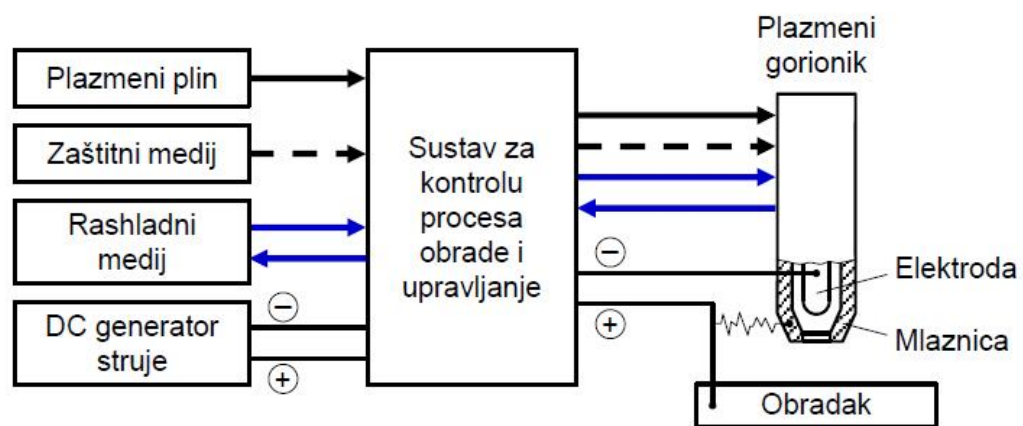 Plazmeni plin
Zaštitni medij
Rashladni
medij
DC generator
struje
−
+
Sustav za
kontrolu
procesa
obrade i
upravljanje
−
+
Plazmeni
gorionik
Elektroda
Mlaznica
Obradak